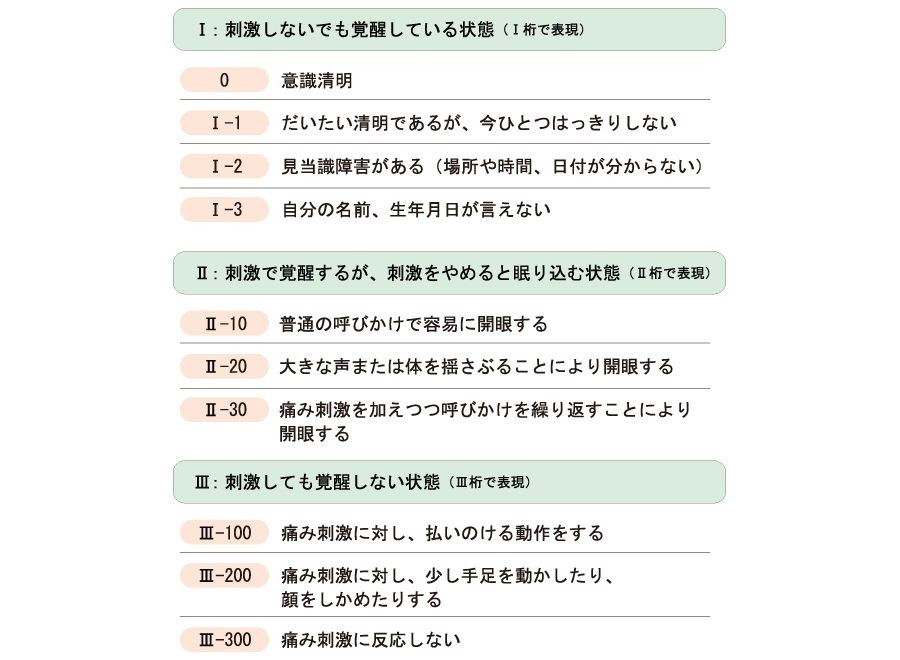 Ⅰ：刺激しないでも覚醒している状態（Ⅰ桁で表現）
0 意識清明
Ⅰ-1 だいたい清明であるが、今ひとつはっきりしない
Ⅰ-2 見当識障害がある（場所や時間、日付が分からない）
Ⅰ-3 自分の名前、生年月日が言えない
Ⅱ：刺激で覚醒するが、刺激をやめると眠り込む状態（Ⅱ桁で表現）
Ⅱ-10 普通の呼びかけで容易に開眼する
Ⅱ-20 大きな声または体を揺さぶることにより開眼する
Ⅱ-30 痛み刺激を加えつつ呼びかけを繰り返すことにより
開眼する
Ⅲ：刺激しても覚醒しない状態（Ⅲ桁で表現）
Ⅲ-100 痛み刺激に対し、払いのける動作をする
Ⅲ-200 痛み刺激に対し、少し手足を動かしたり、
顔をしかめたりする
Ⅲ-300 痛み刺激に反応しない